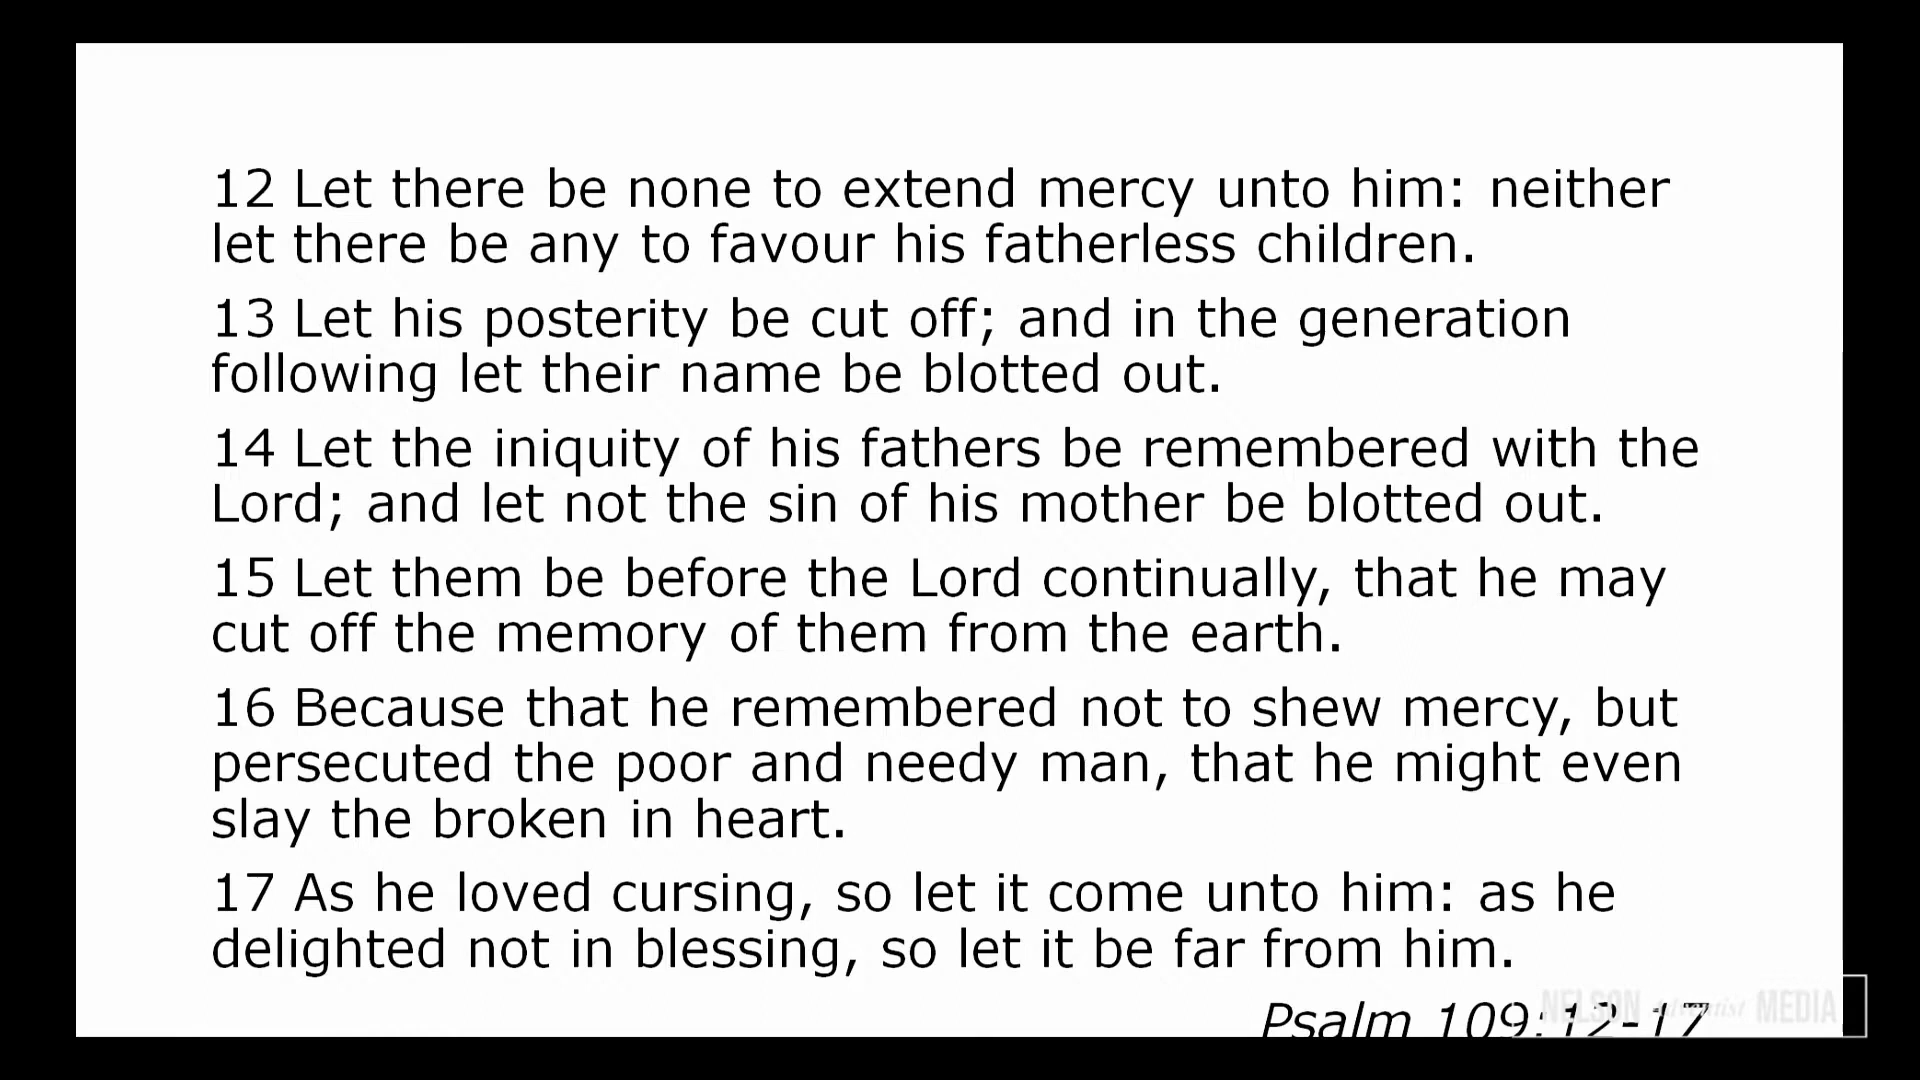 12 Let there be none to extend mercy unto him: neither
let there be any to favour his fatherless children.
13 Let his posterity be cut off; and in the generation
following let their name be blotted out.
14 Let the iniquity of his fathers be remembered with the
Lord; and let not the sin of his mother be blotted out.
15 Let them be before the Lord continually, that he may
cut off the memory of them from the earth.
16 Because that he remembered not to shew mercy, but
persecuted the poor and needy man, that he might even
slay the broken in heart.
17 As he loved cursing, so let it come unto him: as he
delighted not in blessing, so let it be far from him.
Psalm 109:12-17
NELSON Adventist MEDIA